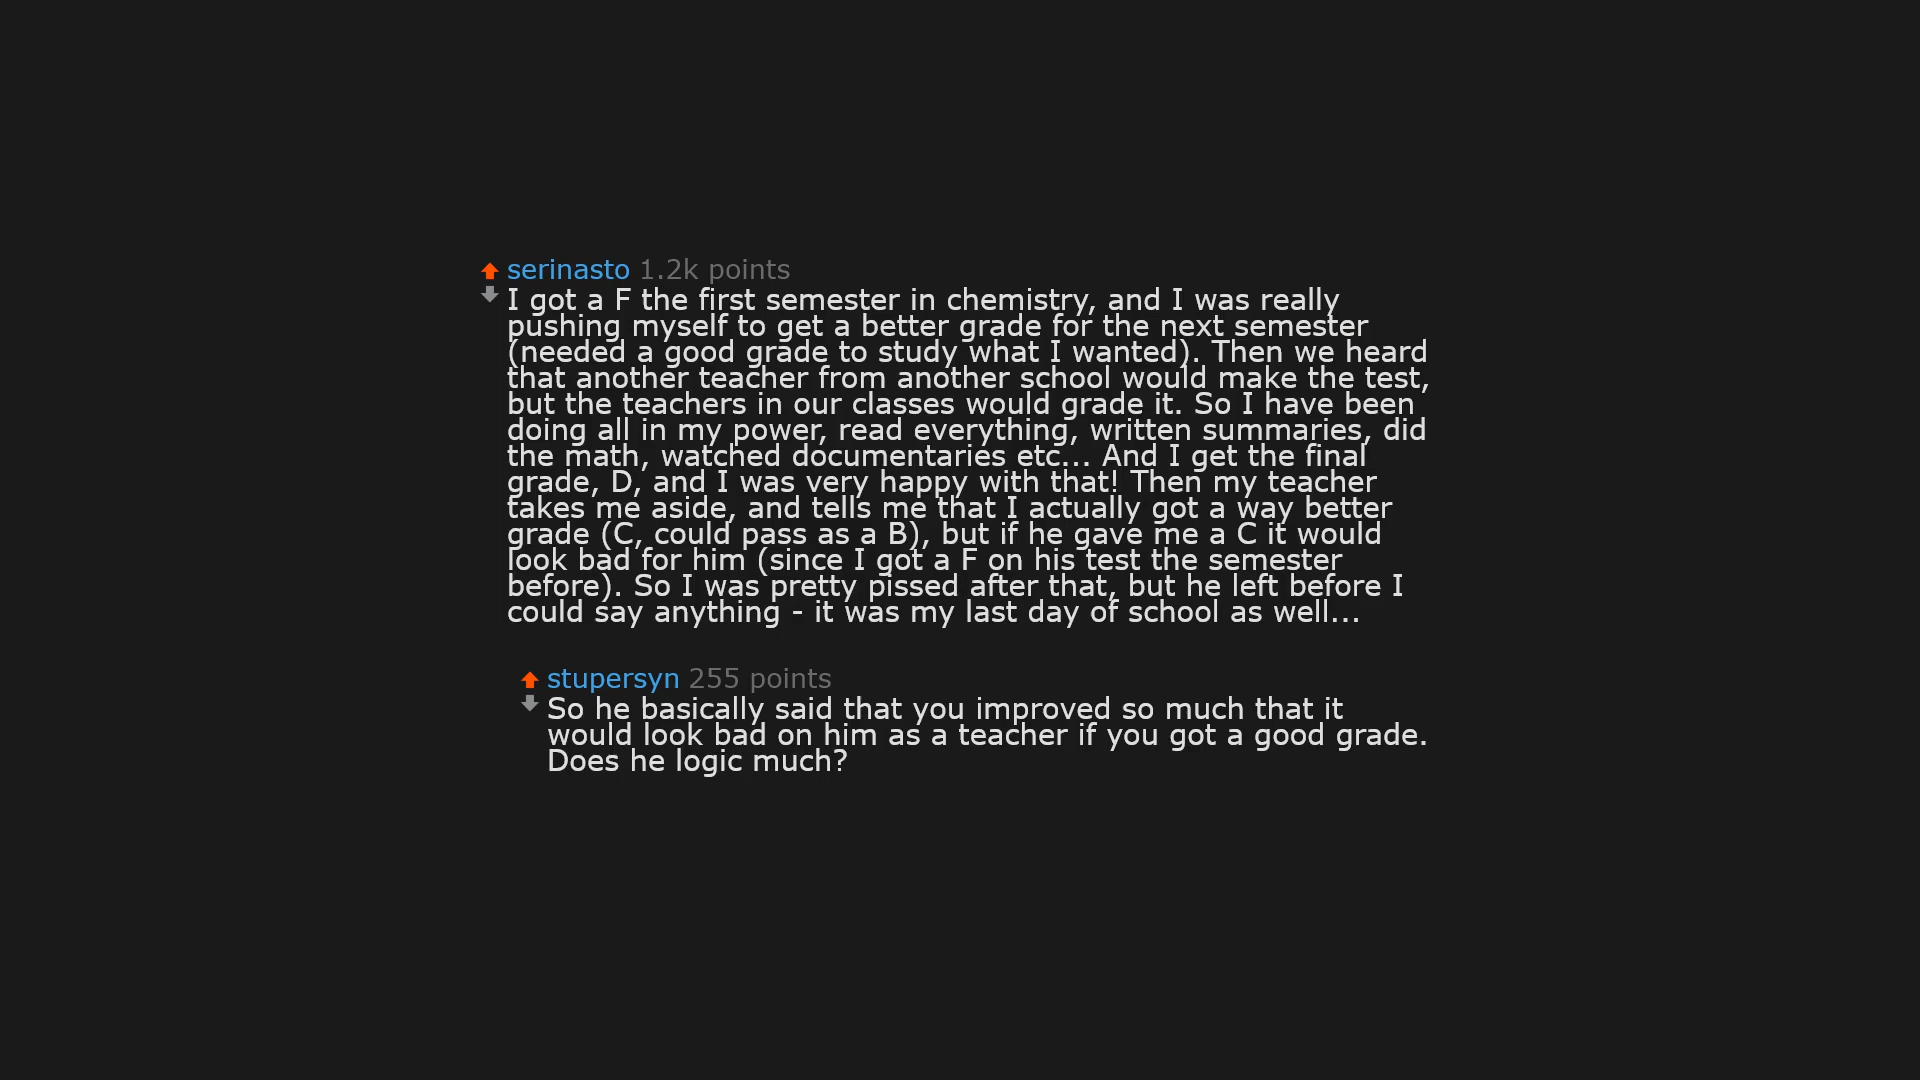 serinasto 1.2k points
I got a F the first semester in chemistry, and I was really
pushing myself to get a better grade for the next semester
(needed a good grade to study what I wanted). Then we heard
that another teacher from another school would make the test,
but the teachers in our classes would grade it. So I have been
doing all in my power, read everything, written summaries, did
the math, watched documentaries etc... And I get the final
grade, D, and I was very happy with that! Then my teacher
takes me aside, and tells me that I actually got a way better
grade (C, could pass as a B), but if he gave me a C it would
look bad for him (since I got a F on his test the semester
before). So I was pretty pissed after that, but he left before I
could say anything - it was my last day of school as well...
stupersyn 255 points
So he basically said that you improved so much that it
would look bad on him as a teacher if you got a good grade.
Does he logic much?